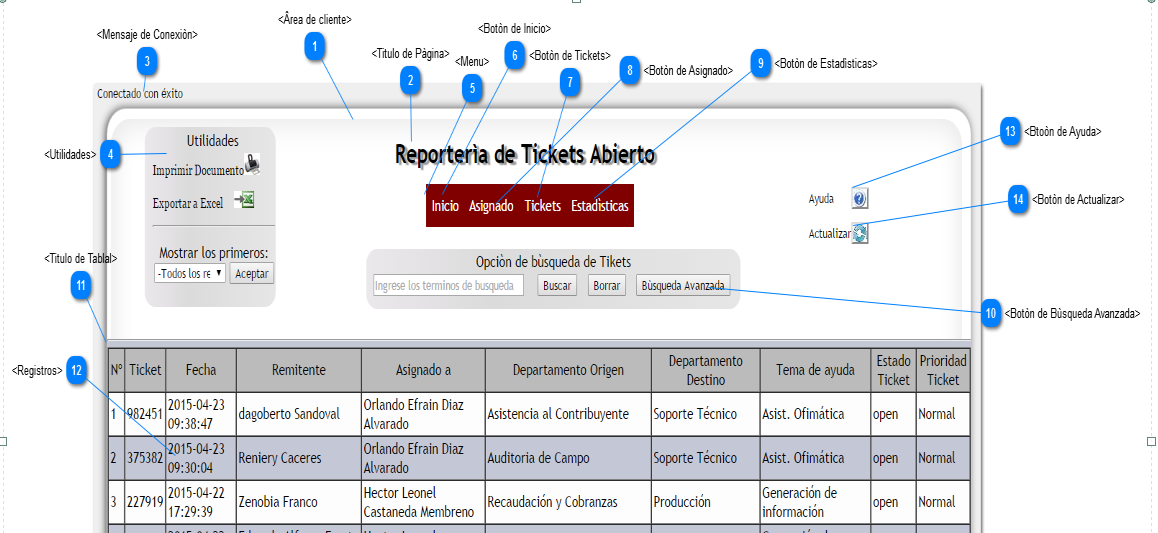 <Área de cliente>
1
<Mensaje de Conexiòn>
3
<Titulo de Pàgina>
2
<Menu>
5
<Botòn de Inicio>
6
<Botòn de Tickets>
7
8
<Botòn de Asignado>
9
<Botòn de Estadìsticas>
Conectado con éxito
<Utilidades>
4
Utilidades
Imprimir Documento
Exportar a Excel
Mostrar los primeros:
-Todos los re
Aceptar
Reporterìa de Tickets Abierto
Inicio Asignado Tickets Estadisticas
13
<Btoòn de Ayuda>
Ayuda
14
<Botòn de Actualizar>
Actualizar
Opciòn de bùsqueda de Tikets
Ingrese los terminos de busqueda
Buscar
Borrar
Bùsqueda Avanzada
10
<Botón de Bùsqueda Avanzada>
<Titulo de Tablal>
11
<Registros>
12
Nº Ticket Fecha Remitente Asignado a Departamento Origen Departamento Destino Tema de ayuda Estado Ticket Prioridad Ticket
1 982451 2015-04-23 09:38:47 dagoberto Sandoval Orlando Efrain Diaz Alvarado Asistencia al Contribuyente Soporte Técnico Asist. Ofimática open Normal
2 375382 2015-04-23 09:30:04 Reniery Caceres Orlando Efrain Diaz Alvarado Auditoria de Campo Soporte Técnico Asist. Ofimática open Normal
3 227919 2015-04-22 17:29:39 Zenobia Franco Hector Leonel Castaneda Membreno Recaudación y Cobranzas Producción Generación de información open Normal